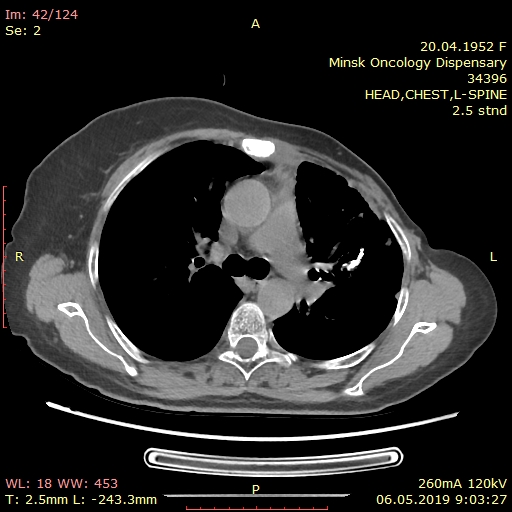 Im: 42/124
Se: 2
A
20.04.1952 F
Minsk Oncology Dispensary
34396
HEAD,CHEST,L-SPINE
2.5 stnd
R
L
WL: 18 WW: 453
T: 2.5mm L: -243.3mm
P
260mA 120kV
06.05.2019 9:03:27